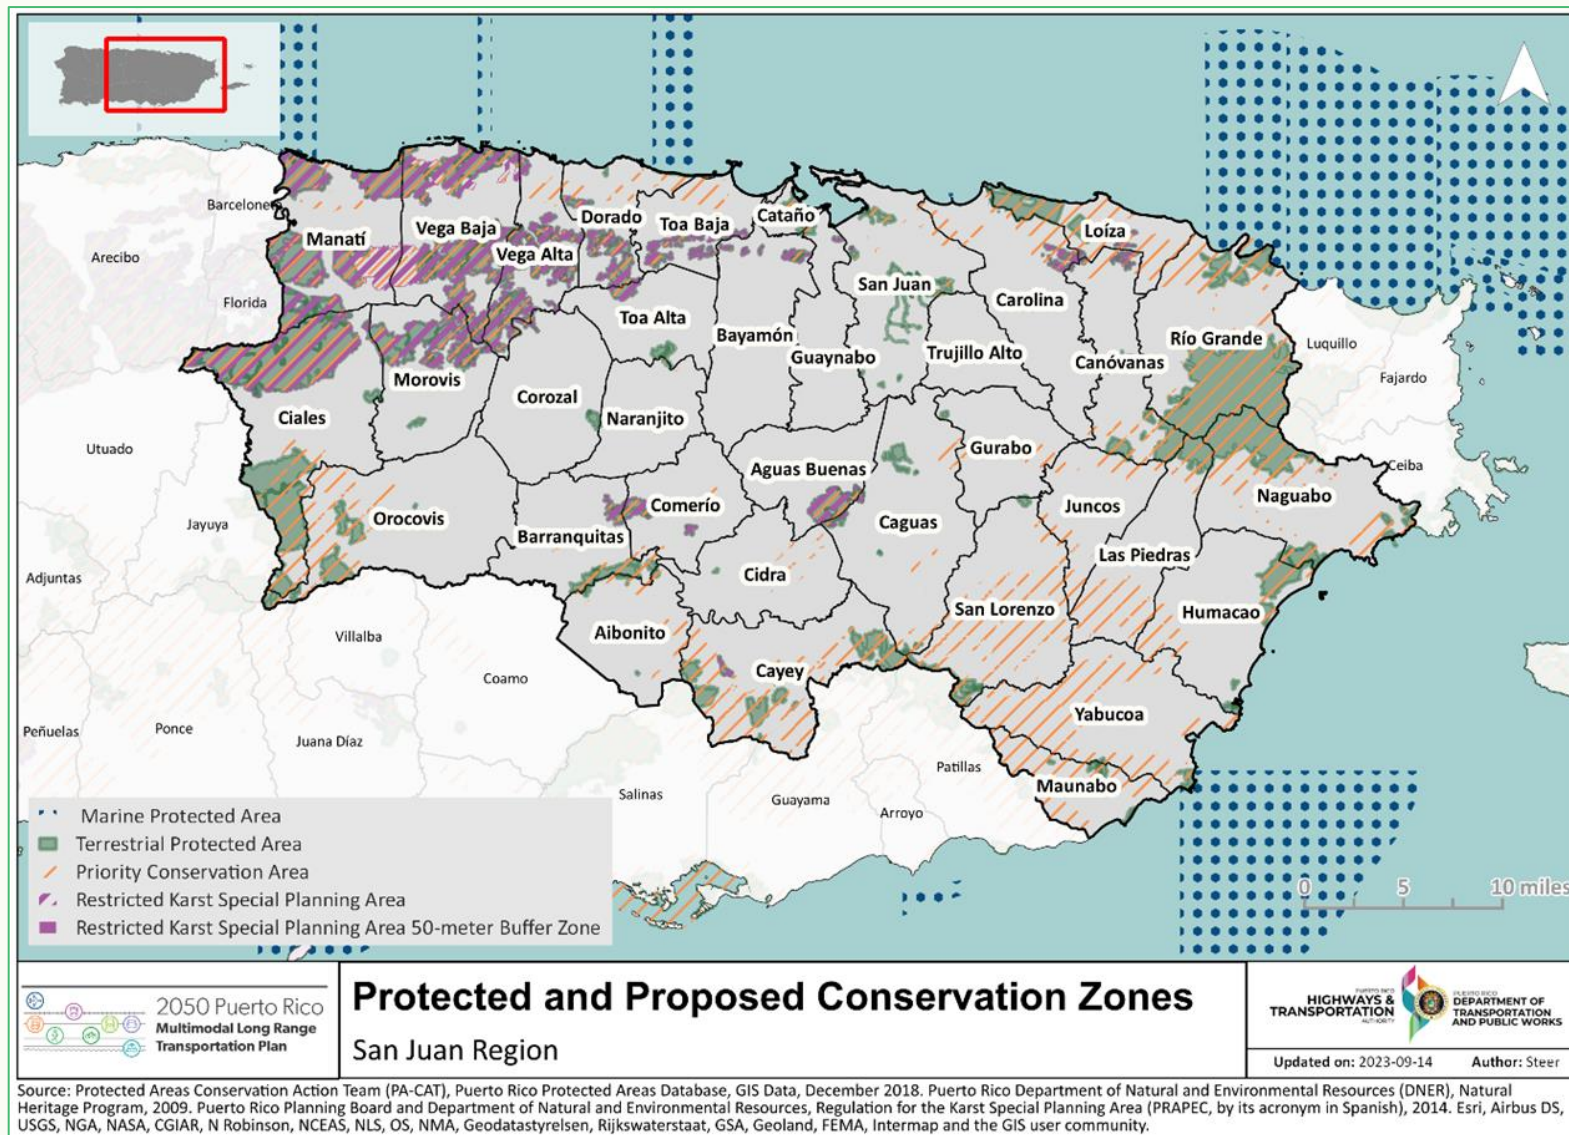 Barceloneta
Manatí
Vega Baja
Dorado
Toa Baja
Cataño
Loíza
Arecibo
Vega Alta
Florida
San Juan
Carolina
Toa Alta
Bayamón
Guaynabo
Trujillo Alto
Canóvanas
Río Grande
Luquillo
Fajardo
Morovis
Corozal
Naranjito
Ciales
Utuado
Gurabo
Aguas Buenas
Ceiba
Naguabo
Jayuya
Orocovis
Comerío
Caguas
Juncos
Barranquitas
Las Piedras
Adjuntas
Cidra
Villalba
Aibonito
San Lorenzo
Humacao
Coamo
Cayey
Peñuelas
Ponce
Juana Díaz
Yabucoa
Patillas
Maunabo
Salinas
Guayama
Arroyo
Marine Protected Area
Terrestrial Protected Area
Priority Conservation Area
Restricted Karst Special Planning Area
Restricted Karst Special Planning Area 50-meter Buffer Zone
0 5 10 miles
2050 Puerto Rico
Multimodal Long Range
Transportation Plan
Protected and Proposed Conservation Zones
San Juan Region
PUERTO RICO
HIGHWAYS &
TRANSPORTATION
AUTHORITY
PUERTO RICO
DEPARTMENT OF
TRANSPORTATION
AND PUBLIC WORKS
Updated on: 2023-09-14 Author: Steer
Source: Protected Areas Conservation Action Team (PA-CAT), Puerto Rico Protected Areas Database, GIS Data, December 2018. Puerto Rico Department of Natural and Environmental Resources (DNER), Natural
Heritage Program, 2009. Puerto Rico Planning Board and Department of Natural and Environmental Resources, Regulation for the Karst Special Planning Area (PRAPEC, by its acronym in Spanish), 2014. Esri, Airbus DS,
USGS, NGA, NASA, CGIAR, N Robinson, NCEAS, NLS, OS, NMA, Geodatastyrelsen, Rijkswaterstaat, GSA, Geoland, FEMA, Intermap and the GIS user community.